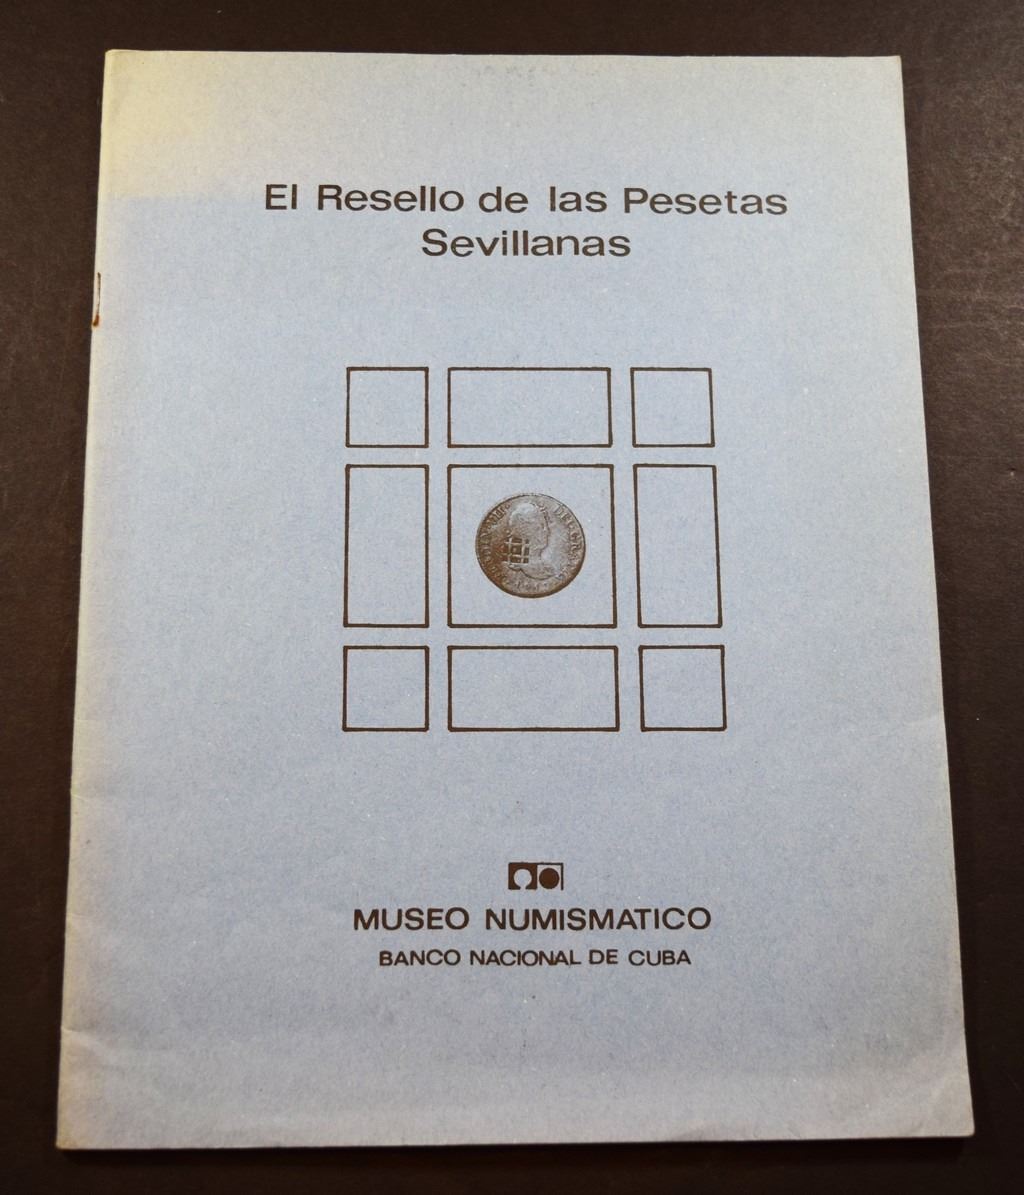 El Resello de las Pesetas
Sevillanas
MUSEO NUMISMATICO
BANCO NACIONAL DE CUBA